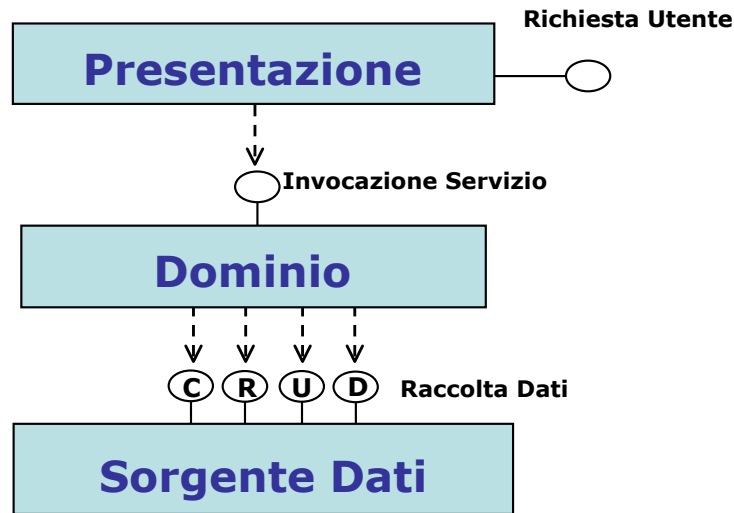 Richiesta Utente
Presentazione
Invocazione Servizio
Dominio
C R U D Raccolta Dati
Sorgente Dati